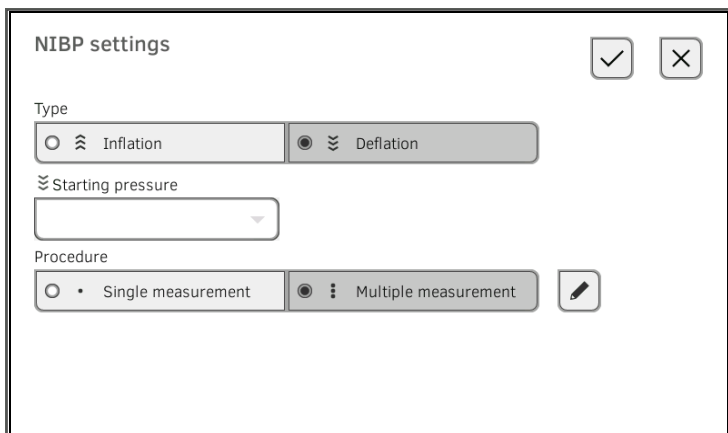 NIBP settings
Type
Inflation
Deflation
Starting pressure
Procedure
Single measurement
Multiple measurement